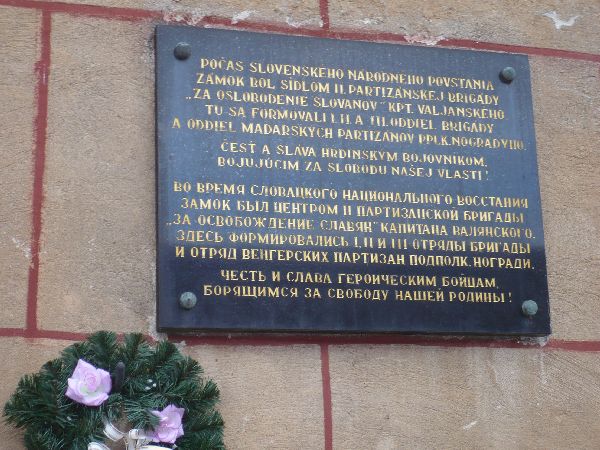 POČAS SLOVENSKÉHO NÁRODNÉHO POVSTANIA
ZÁMOK BOL SÍDLOM II. PARTIZÁNSKEJ BRIGÁDY
„ZA OSLOBODENIE SLOVANOV" KPT. VALJANSKÉHO.
TU SA FORMOVALI I, II A III. ODDIEL BRIGÁDY
A ODDIEL MAĎARSKÝCH PARTIZÁNOV PPLK. NOGRÁDYHO.
ČESŤ A SLÁVA HRDINSKÝM BOJOVNÍKOM,
BOJUJÚCIM ZA SLOBODU NAŠEJ VLASTI!
ВО ВРЕМЯ СЛОВАЦКОГО НАЦИОНАЛЬНОГО ВОССТАНИЯ
ЗАМОК БЫЛ ЦЕНТРОМ II ПАРТИЗАНСКОЙ БРИГАДЫ
„ЗА ОСВОБОЖДЕНИЕ СЛАВЯН" КАПИТАНА ВАЛЯНСКОГО.
ЗДЕСЬ ФОРМИРОВАЛИСЬ I, II И III ОТРЯДЫ БРИГАДЫ
И ОТРЯД ВЕНГЕРСКИХ ПАРТИЗАН ПОДПОЛК. НОГРАДИ.
ЧЕСТЬ И СЛАВА ГЕРОИЧЕСКИМ БОЙЦАМ,
БОРЯЩИМСЯ ЗА СВОБОДУ НАШЕЙ РОДИНЫ!